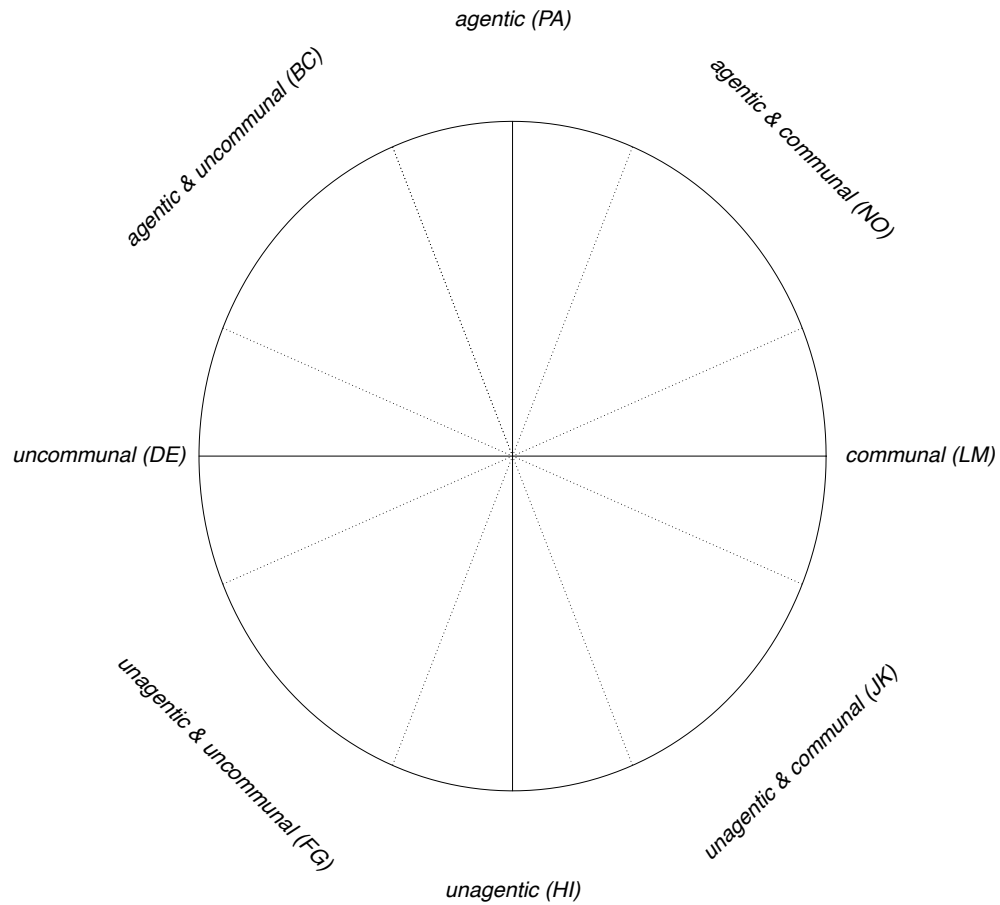 agentic (PA)
agentic & uncommunal (BC)
agentic & communal (NO)
uncommunal (DE)
communal (LM)
unagentic & uncommunal (FG)
unagentic & communal (JK)
unagentic (HI)